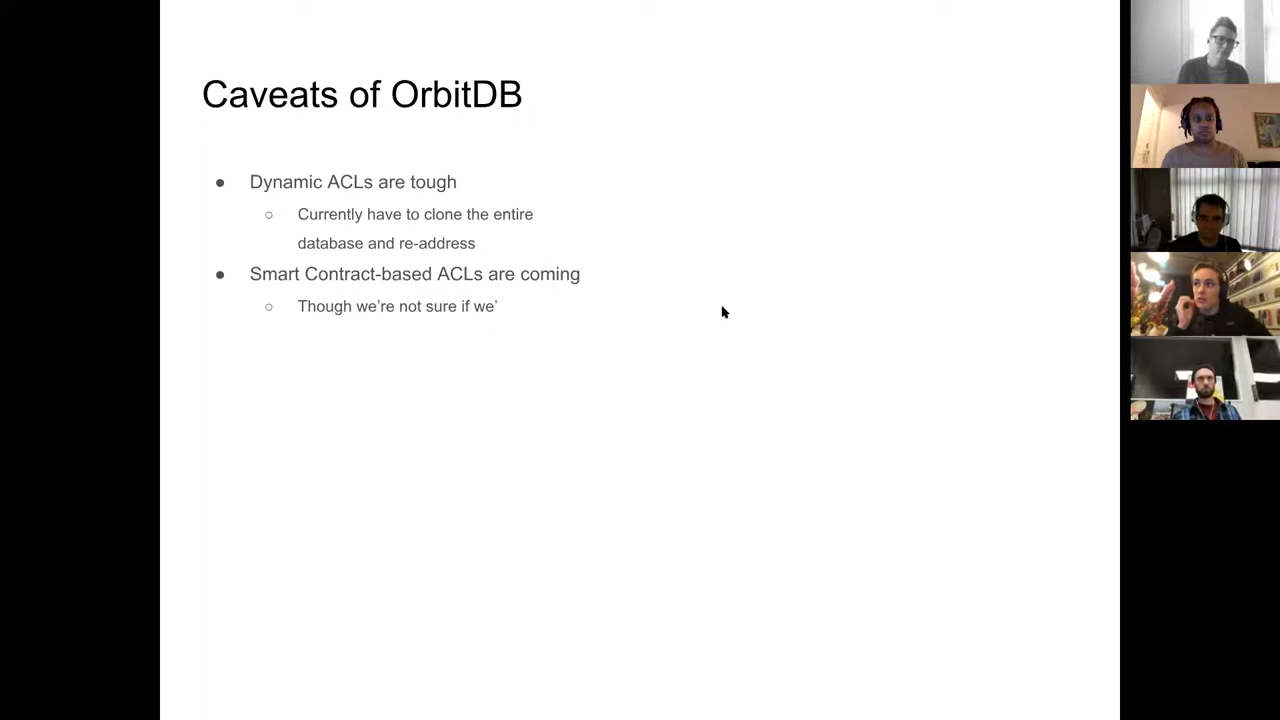 Caveats of OrbitDB
● Dynamic ACLs are tough
○ Currently have to clone the entire
database and re-address
● Smart Contract-based ACLs are coming
○ Though we’re not sure if we’